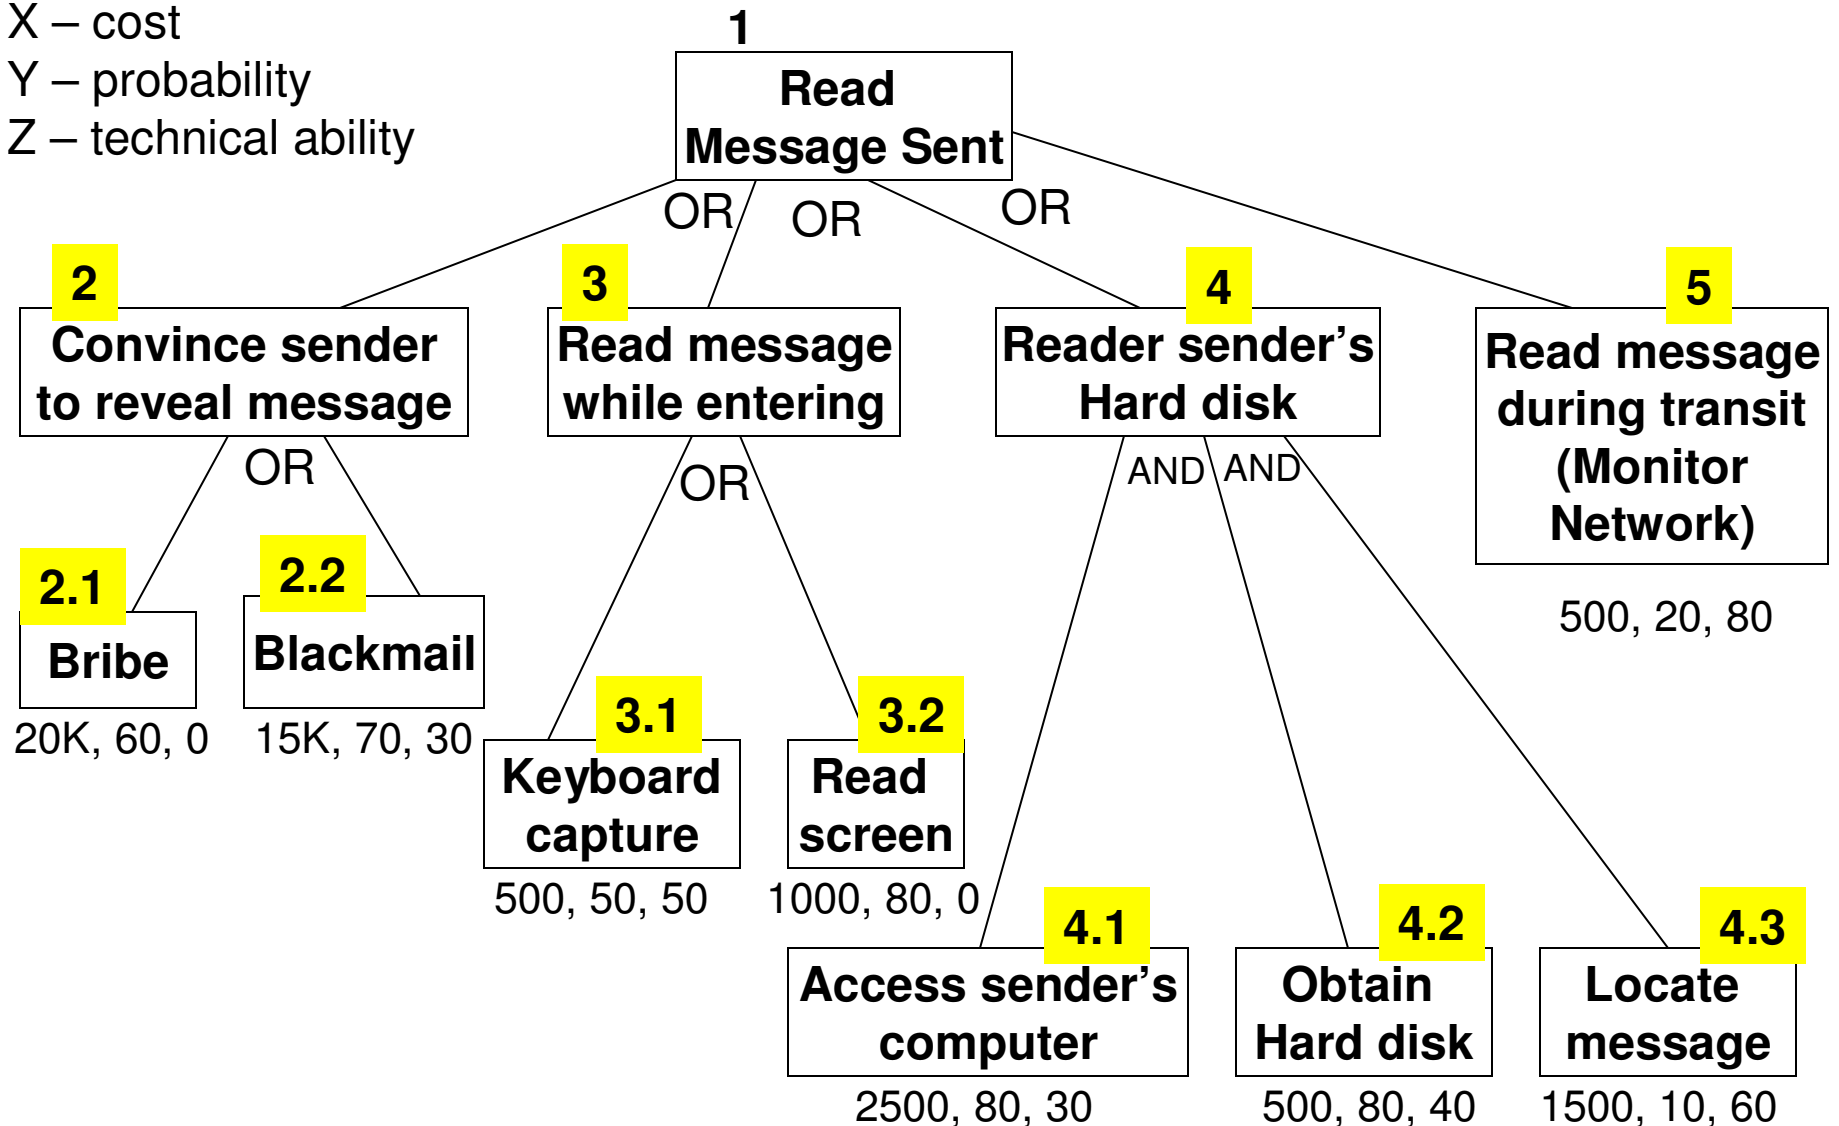 X – cost
Y – probability
Z – technical ability
1
Read
Message Sent
OR
OR
OR
2
Convince sender
to reveal message
3
Read message
while entering
4
Reader sender’s
Hard disk
5
Read message
during transit
(Monitor
Network)
500, 20, 80
OR
OR
AND
AND
2.1
Bribe
20K, 60, 0
2.2
Blackmail
15K, 70, 30
3.1
Keyboard
capture
500, 50, 50
3.2
Read
screen
1000, 80, 0
4.1
Access sender’s
computer
2500, 80, 30
4.2
Obtain
Hard disk
500, 80, 40
4.3
Locate
message
1500, 10, 60